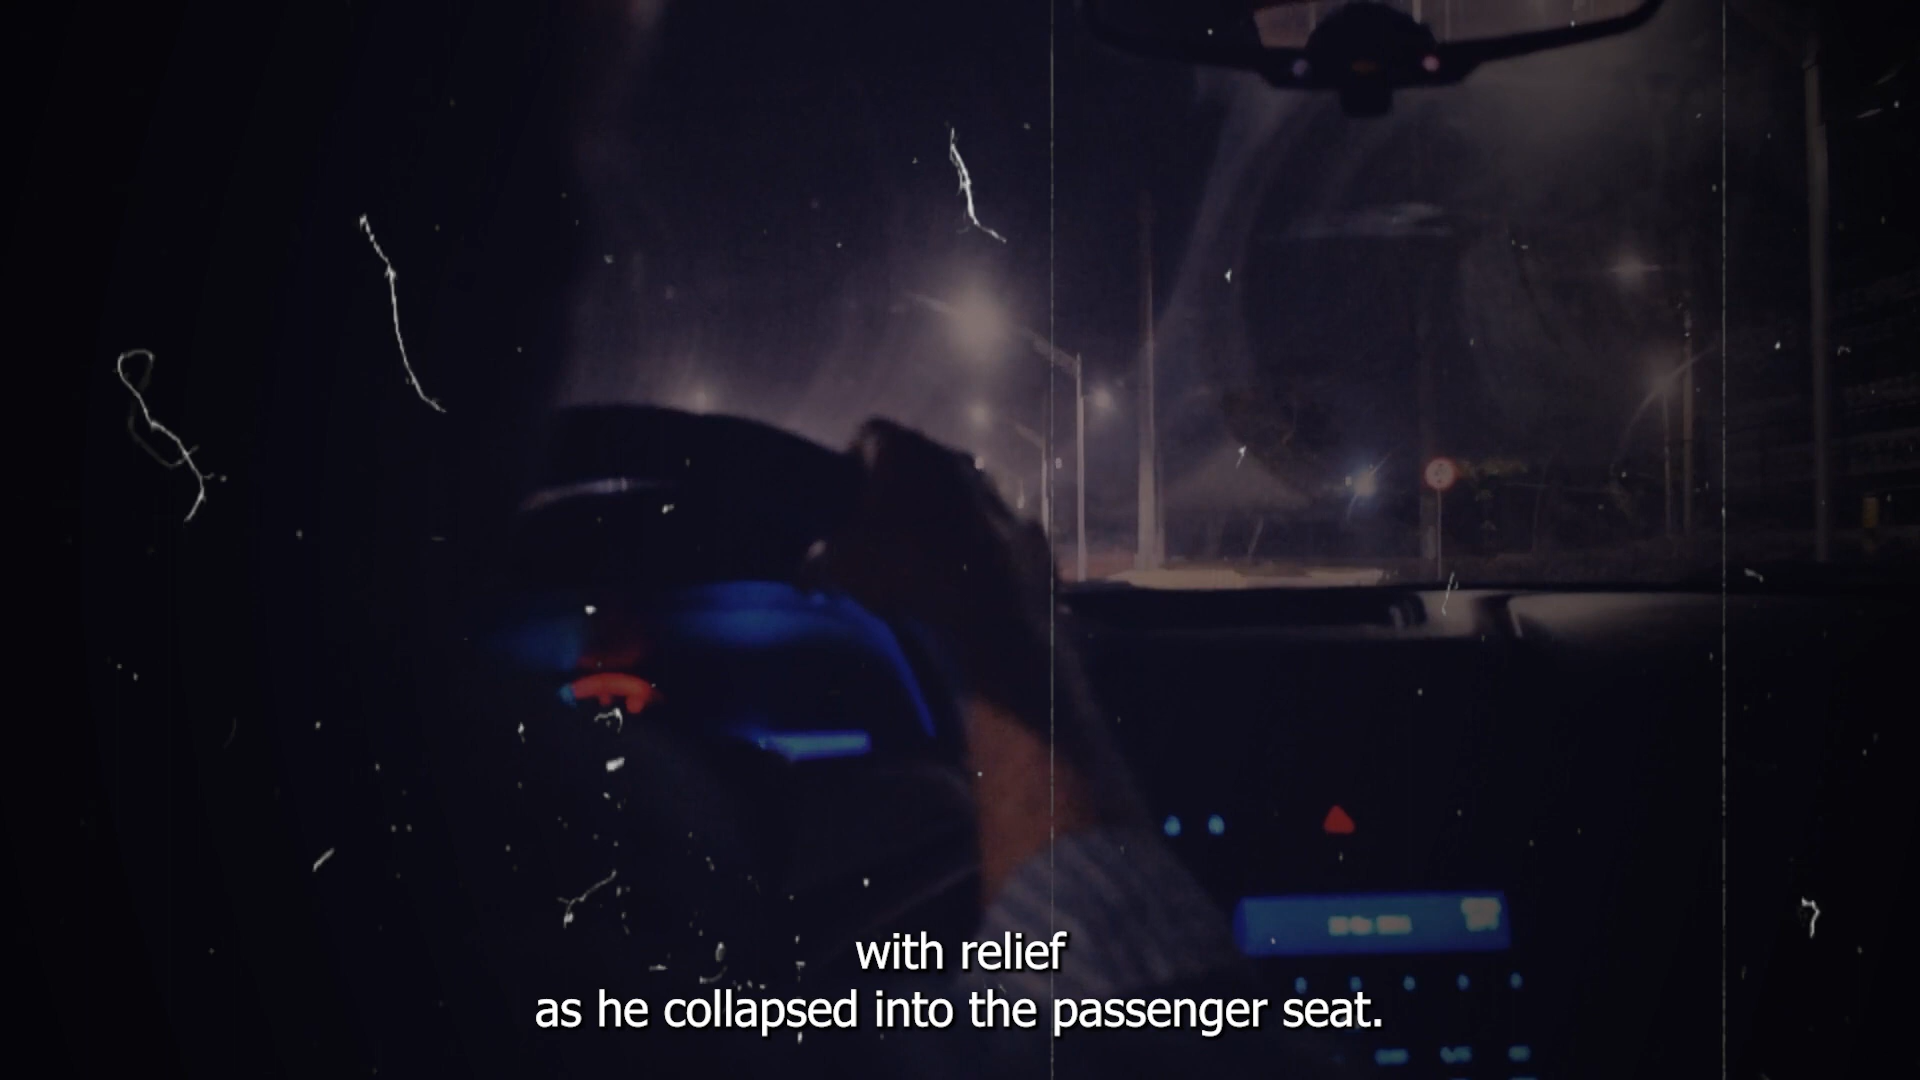 with relief
as he collapsed into the passenger seat.